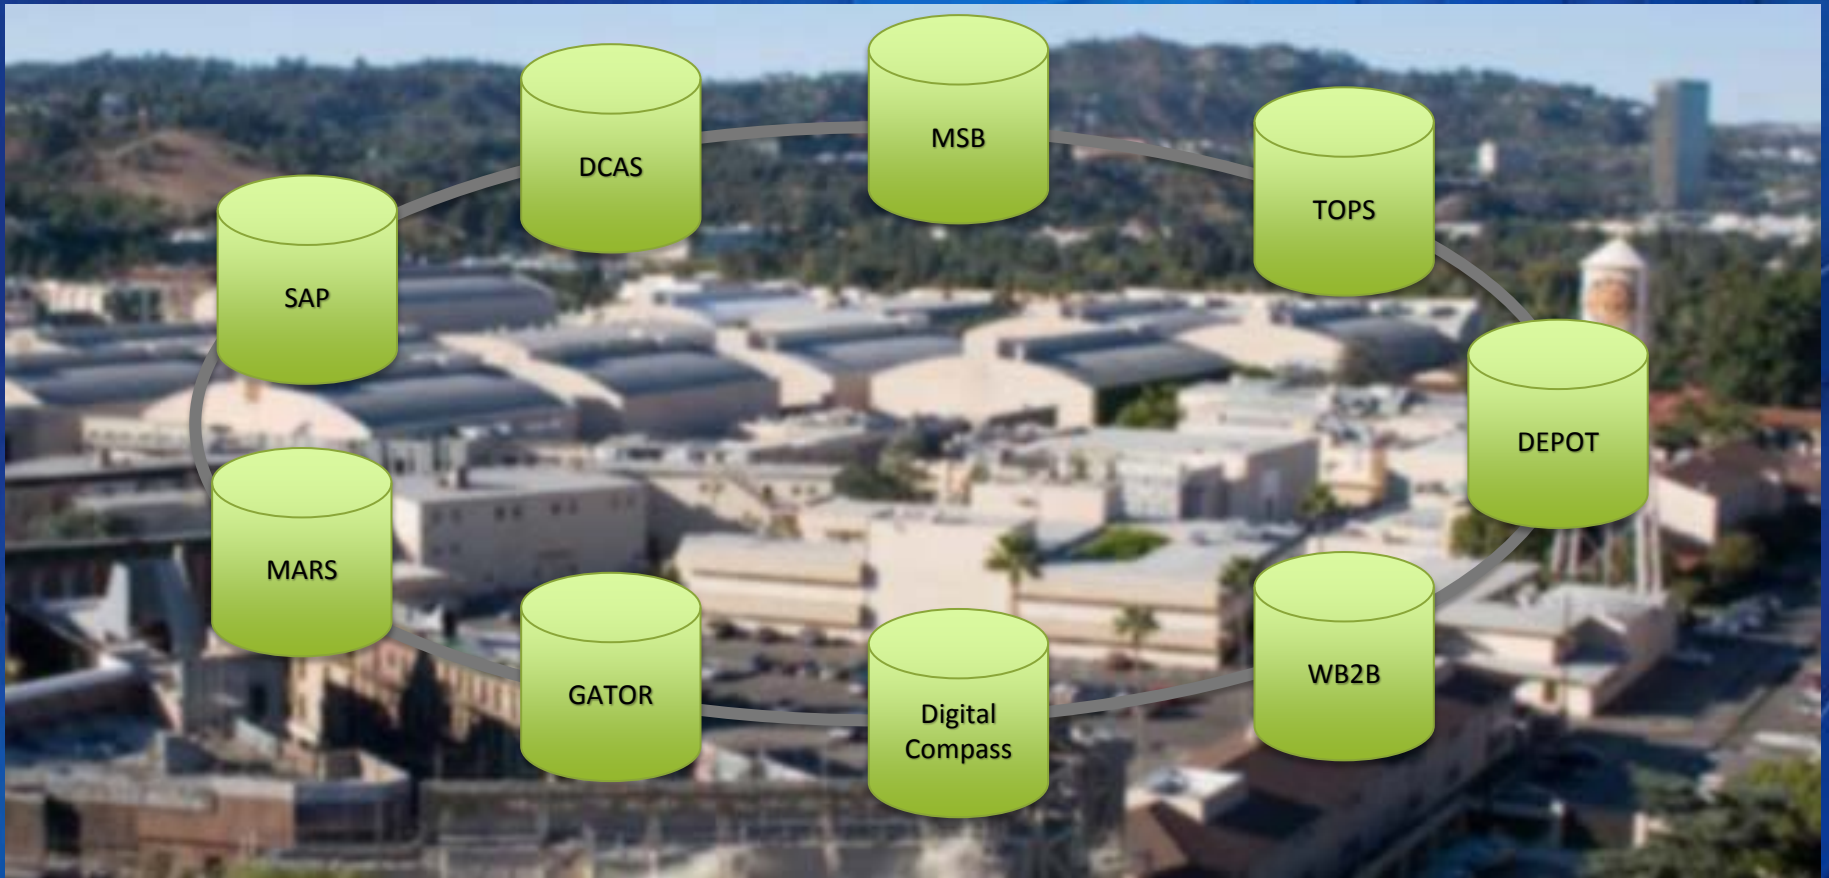 MSB
DCAS
TOPS
SAP
DEPOT
MARS
WB2B
GATOR
Digital
Compass